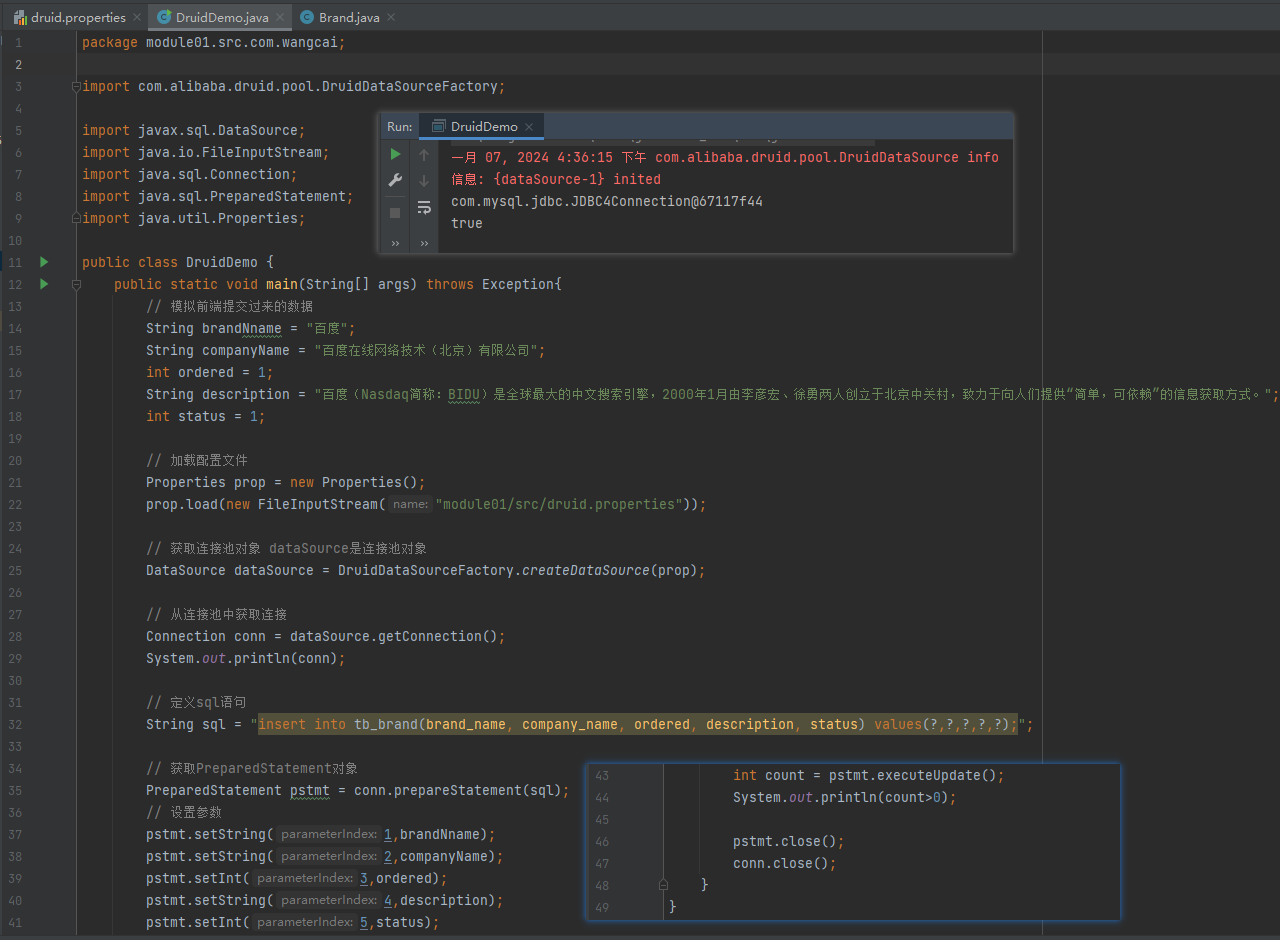 druid.properties DruidDemo.java Brand.java
1 package module01.src.com.wangcai;
2
3 import com.alibaba.druid.pool.DruidDataSourceFactory;
4
5 import javax.sql.DataSource;
6 import java.io.FileInputStream;
7 import java.sql.Connection;
8 import java.sql.PreparedStatement;
9 import java.util.Properties;
10
Run: DruidDemo
一月 07, 2024 4:36:15 下午 com.alibaba.druid.pool.DruidDataSource info
信息: {dataSource-1} inited
com.mysql.jdbc.JDBC4Connection@67117f44
true
11 public class DruidDemo {
12 public static void main(String[] args) throws Exception{
13 // 模拟前端提交过来的数据
14 String brandNname = "百度";
15 String companyName = "百度在线网络技术（北京）有限公司";
16 int ordered = 1;
17 String description = "百度（Nasdaq简称：BIDU）是全球最大的中文搜索引擎，2000年1月由李彦宏、徐勇两人创立于北京中关村，致力于向人们提供“简单，可依赖”的信息获取方式。";
18 int status = 1;
19
20 // 加载配置文件
21 Properties prop = new Properties();
22 prop.load(new FileInputStream( name: "module01/src/druid.properties"));
23
24 // 获取连接池对象 dataSource是连接池对象
25 DataSource dataSource = DruidDataSourceFactory.createDataSource(prop);
26
27 // 从连接池中获取连接
28 Connection conn = dataSource.getConnection();
29 System.out.println(conn);
30
31 // 定义sql语句
32 String sql = "insert into tb_brand(brand_name, company_name, ordered, description, status) values(?,?,?,?,?);";
33
34 // 获取PreparedStatement对象
35 PreparedStatement pstmt = conn.prepareStatement(sql);
36 // 设置参数
37 pstmt.setString( parameterIndex: 1,brandNname);
38 pstmt.setString( parameterIndex: 2,companyName);
39 pstmt.setInt( parameterIndex: 3,ordered);
40 pstmt.setString( parameterIndex: 4,description);
41 pstmt.setInt( parameterIndex: 5,status);
43 int count = pstmt.executeUpdate();
44 System.out.println(count>0);
45
46 pstmt.close();
47 conn.close();
48 }
49 }